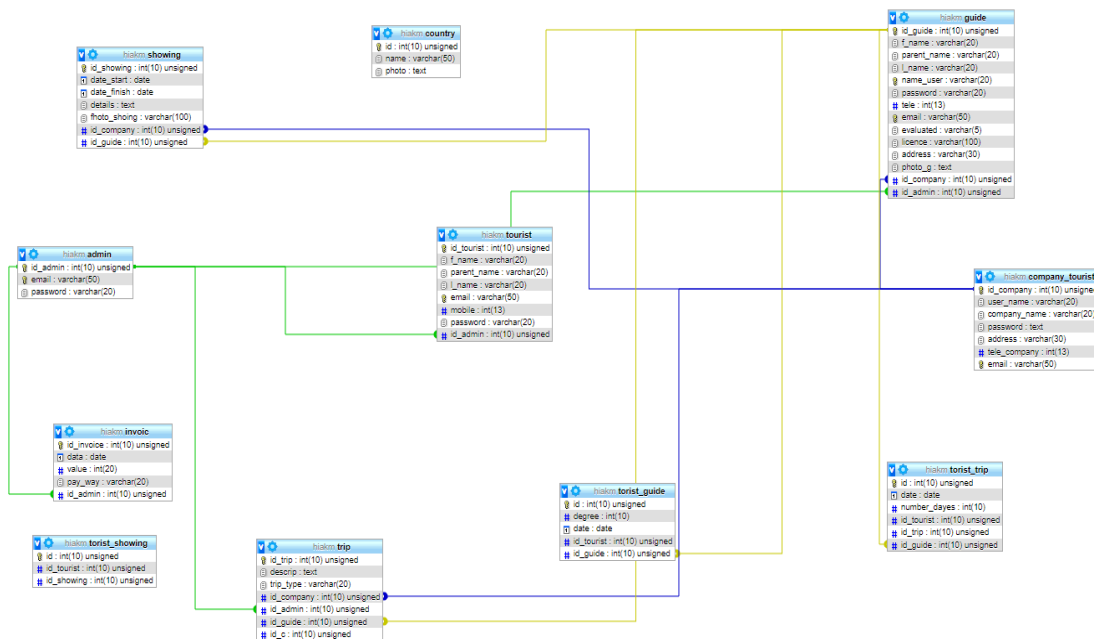 hiakm showing
id_showing : int(10) unsigned
date_start : date
date_finish : date
details : text
fhoto_shoing : varchar(100)
id_company : int(10) unsigned
id_guide : int(10) unsigned
hiakm country
id : int(10) unsigned
name : varchar(50)
photo : text
hiakm guide
id_guide : int(10) unsigned
f_name : varchar(20)
parent_name : varchar(20)
l_name : varchar(20)
name_user : varchar(20)
password : varchar(20)
tele : int(13)
email : varchar(50)
evaluated : varchar(5)
licence : varchar(100)
address : varchar(30)
photo_g : text
id_company : int(10) unsigned
id_admin : int(10) unsigned
hiakm admin
id_admin : int(10) unsigned
email : varchar(50)
password : varchar(20)
hiakm tourist
id_tourist : int(10) unsigned
f_name : varchar(20)
parent_name : varchar(20)
l_name : varchar(20)
email : varchar(50)
mobile : int(13)
password : varchar(20)
id_admin : int(10) unsigned
hiakm company_tourist
id_company : int(10) unsigned
user_name : varchar(20)
company_name : varchar(20)
password : text
address : varchar(30)
tele_company : int(13)
email : varchar(50)
hiakm invoic
id_invoice : int(10) unsigned
data : date
value : int(20)
pay_way : varchar(20)
id_admin : int(10) unsigned
hiakm torist_guide
id : int(10) unsigned
degree : int(10)
date : date
id_tourist : int(10) unsigned
id_guide : int(10) unsigned
hiakm torist_trip
id : int(10) unsigned
date : date
number_dayes : int(10)
id_tourist : int(10) unsigned
id_trip : int(10) unsigned
id_guide : int(10) unsigned
hiakm torist_showing
id : int(10) unsigned
id_tourist : int(10) unsigned
id_showing : int(10) unsigned
hiakm trip
id_trip : int(10) unsigned
descrip : text
trip_type : varchar(20)
id_company : int(10) unsigned
id_admin : int(10) unsigned
id_guide : int(10) unsigned
id_c : int(10) unsigned